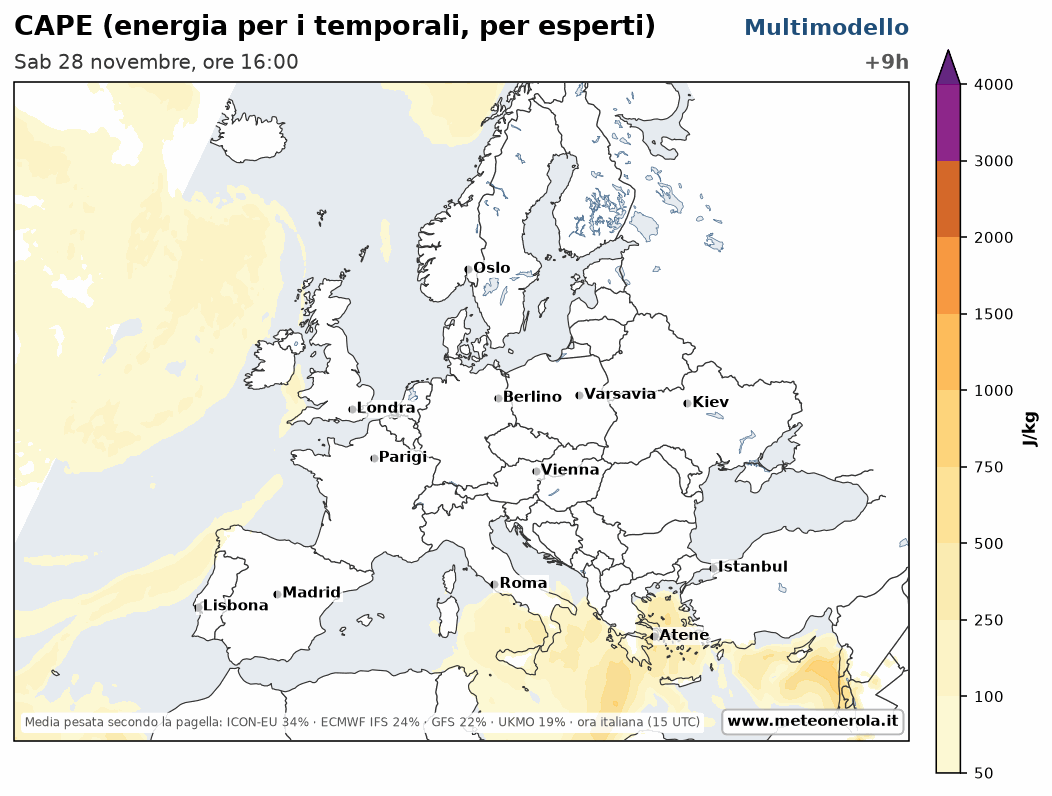 CAPE (energia per i temporali, per esperti)
Multimodello
Sab 28 novembre, ore 16:00
+9h
4000
3000
2000
1500
1000
750
500
250
100
50
J/kg
Oslo
Londra
Berlino
Varsavia
Kiev
Parigi
Vienna
Istanbul
Roma
Madrid
Lisbona
Atene
Media pesata secondo la pagella: ICON-EU 34% · ECMWF IFS 24% · GFS 22% · UKMO 19% · ora italiana (15 UTC)
www.meteonerola.it